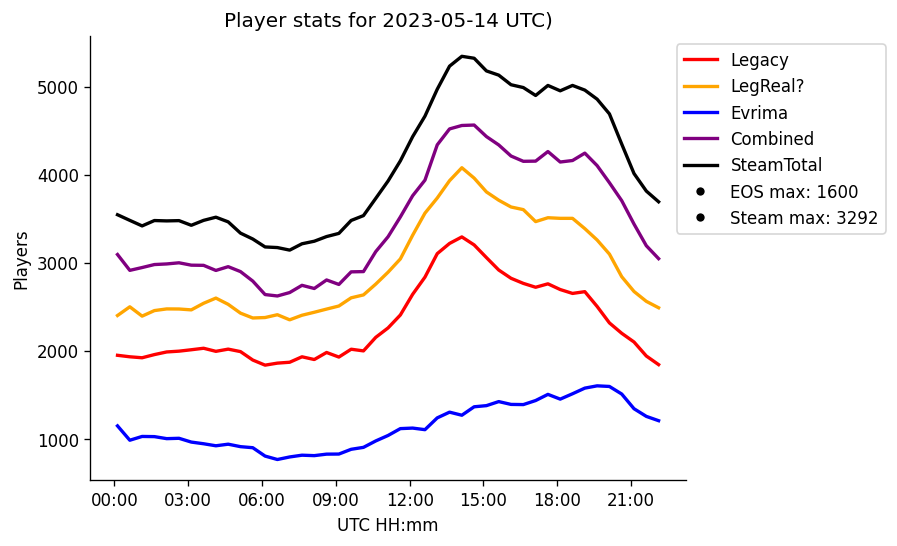 Player stats for 2023-05-14 UTC)
Legacy
LegReal?
Evrima
Combined
SteamTotal
EOS max: 1600
Steam max: 3292
Players
5000
4000
3000
2000
1000
00:00 03:00 06:00 09:00 12:00 15:00 18:00 21:00
UTC HH:mm